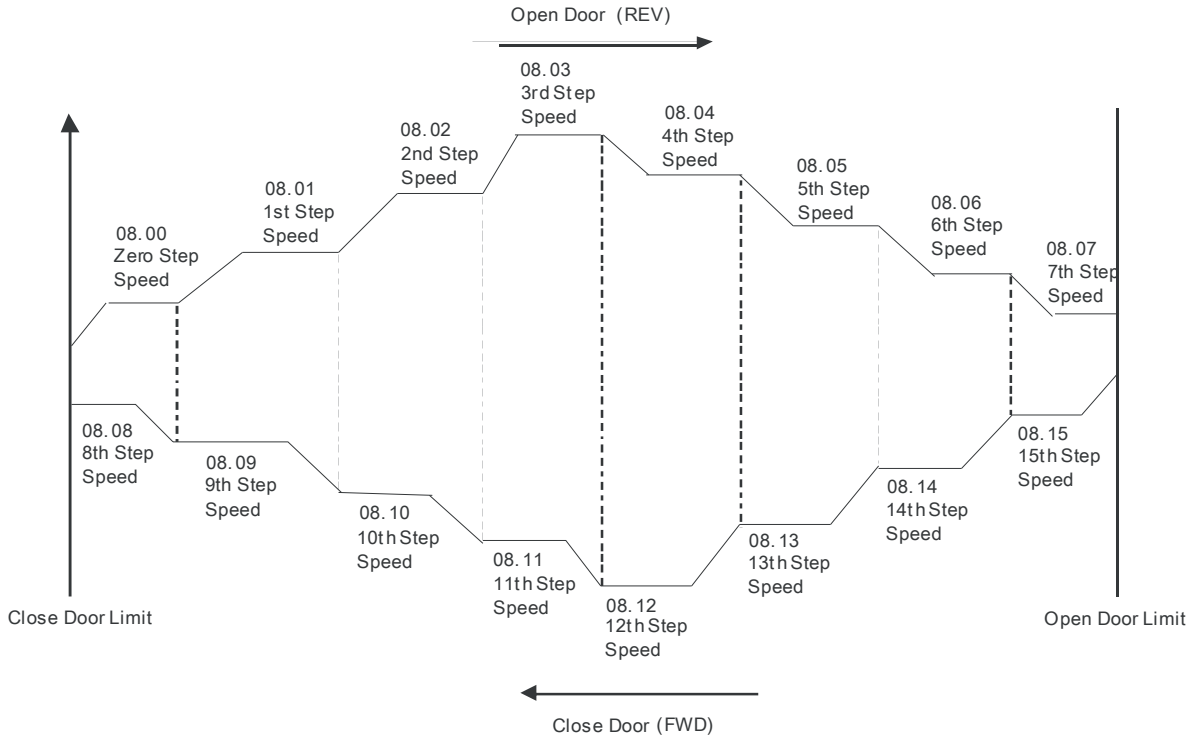 Open Door (REV)
08.03
3rd Step
Speed
08.04
4th Step
Speed
08.02
2nd Step
Speed
08.05
5th Step
Speed
08.01
1st Step
Speed
08.06
6th Step
Speed
08.00
Zero Step
Speed
08.07
7th Step
Speed
08.08
8th Step
Speed
08.09
9th Step
Speed
08.10
10th Step
Speed
08.11
11th Step
Speed
08.12
12th Step
Speed
08.13
13th Step
Speed
08.14
14th Step
Speed
08.15
15th Step
Speed
Close Door Limit
Open Door Limit
Close Door (FWD)